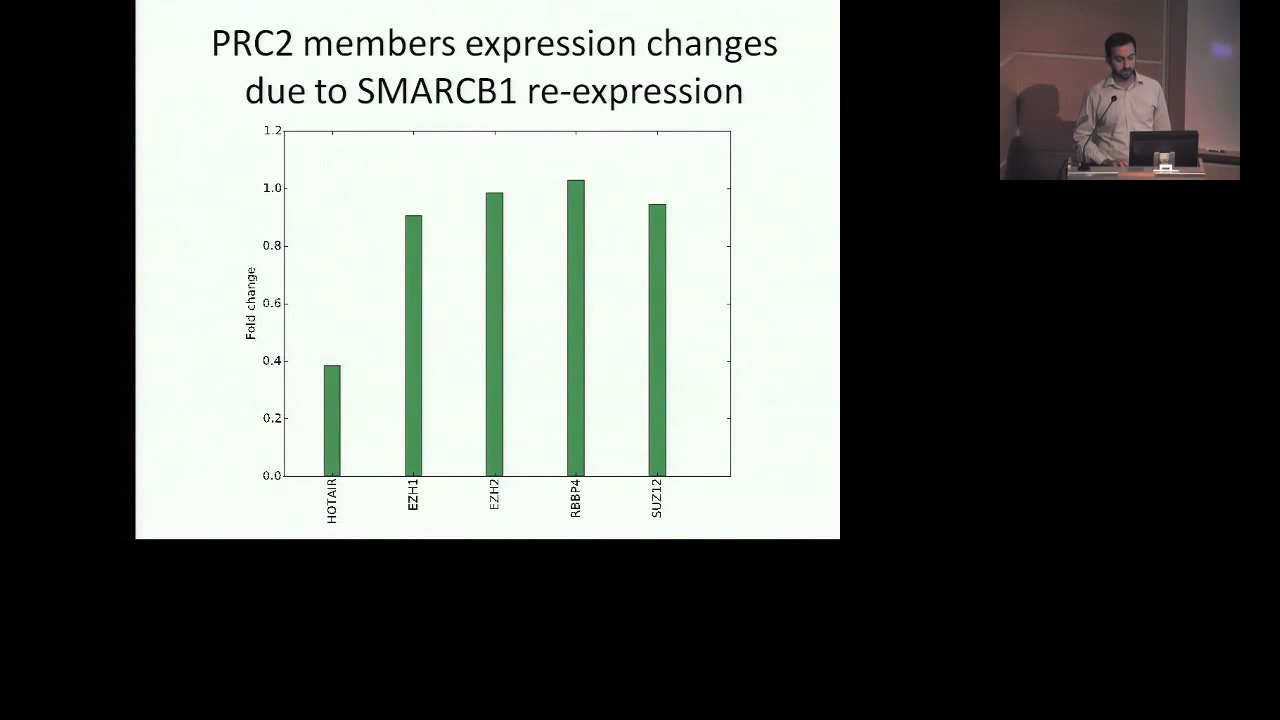 PRC2 members expression changes
due to SMARCB1 re-expression
1.2
1.0
0.8
0.6
0.4
0.2
0.0
Fold change
HOTAIR
EZH1
EZH2
RBBP4
SUZ12